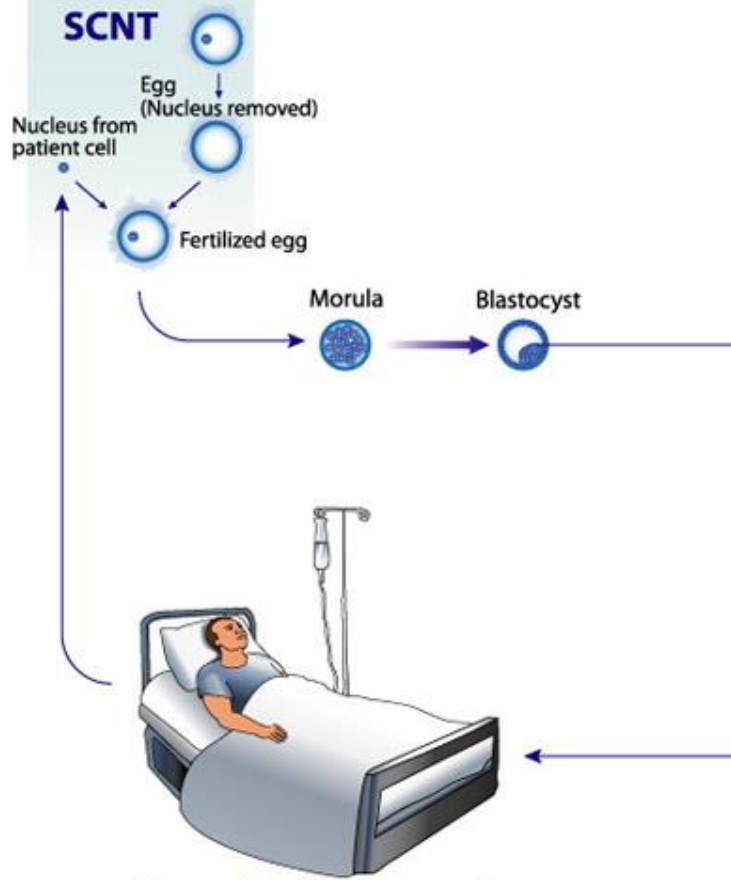 SCNT
Egg
(Nucleus removed)
Nucleus from
patient cell
Fertilized egg
Morula
Blastocyst